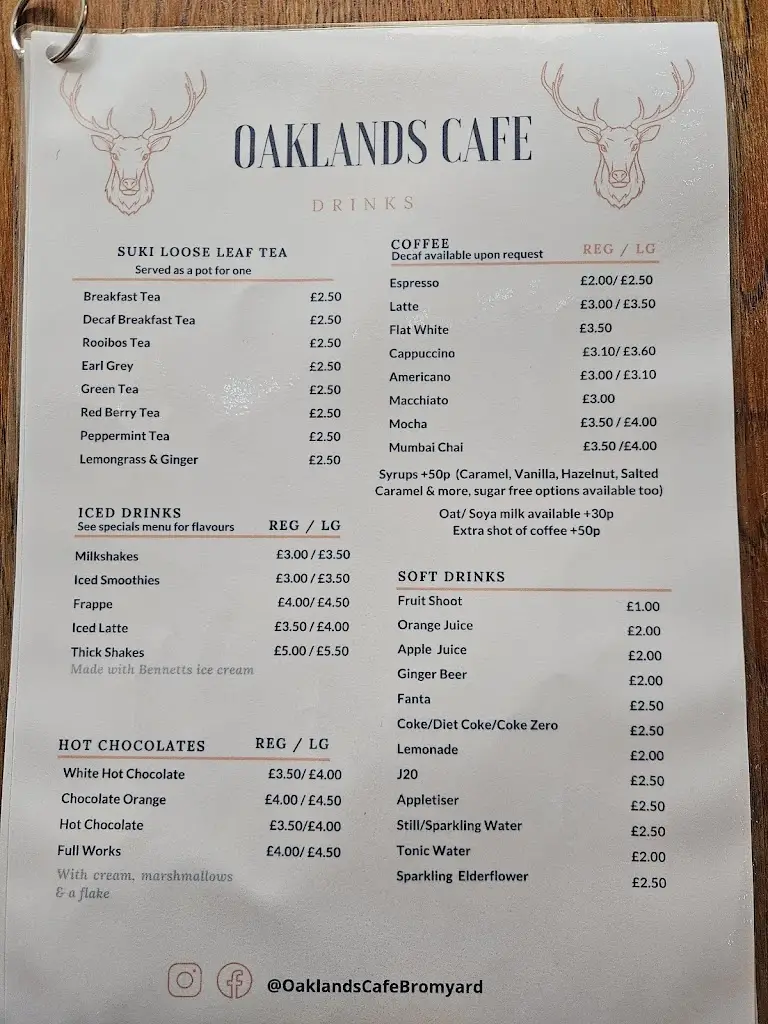 OAKLANDS CAFE
DRINKS
SUKI LOOSE LEAF TEA
Served as a pot for one
Breakfast Tea £2.50
Decaf Breakfast Tea £2.50
Rooibos Tea £2.50
Earl Grey £2.50
Green Tea £2.50
Red Berry Tea £2.50
Peppermint Tea £2.50
Lemongrass & Ginger £2.50
ICED DRINKS
See specials menu for flavours REG / LG
Milkshakes £3.00 / £3.50
Iced Smoothies £3.00 / £3.50
Frappe £4.00/ £4.50
Iced Latte £3.50 / £4.00
Thick Shakes £5.00 / £5.50
Made with Bennetts ice cream
HOT CHOCOLATES REG / LG
White Hot Chocolate £3.50/ £4.00
Chocolate Orange £4.00 / £4.50
Hot Chocolate £3.50/£4.00
Full Works £4.00/ £4.50
With cream, marshmallows
& a flake
COFFEE REG / LG
Decaf available upon request
Espresso £2.00/ £2.50
Latte £3.00 / £3.50
Flat White £3.50
Cappuccino £3.10/ £3.60
Americano £3.00 / £3.10
Macchiato £3.00
Mocha £3.50 / £4.00
Mumbai Chai £3.50 /£4.00
Syrups +50p (Caramel, Vanilla, Hazelnut, Salted
Caramel & more, sugar free options available too)
Oat/ Soya milk available +30p
Extra shot of coffee +50p
SOFT DRINKS
Fruit Shoot £1.00
Orange Juice £2.00
Apple Juice £2.00
Ginger Beer £2.00
Fanta £2.50
Coke/Diet Coke/Coke Zero £2.50
Lemonade £2.00
J20 £2.50
Appletiser £2.50
Still/Sparkling Water £2.50
Tonic Water £2.00
Sparkling Elderflower £2.50
@OaklandsCafeBromyard